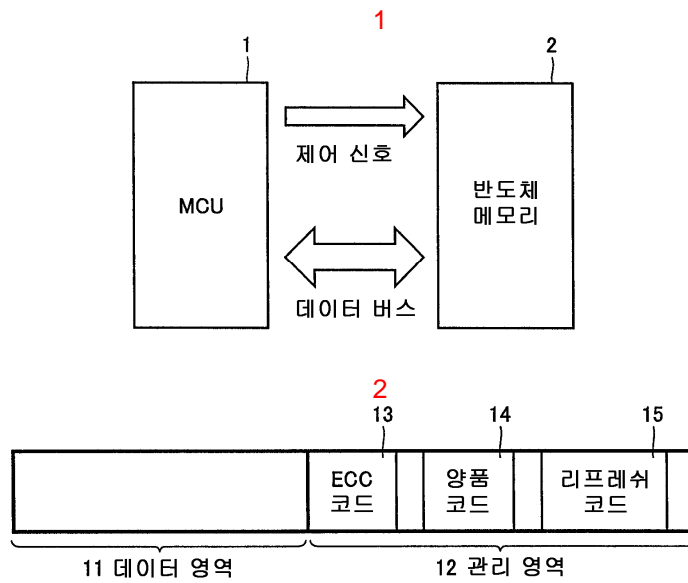 1
1
2
제어 신호
MCU
반도체
메모리
데이터 버스
2
13
14
15
ECC
코드
양품
코드
리프레쉬
코드
11 데이터 영역
12 관리 영역